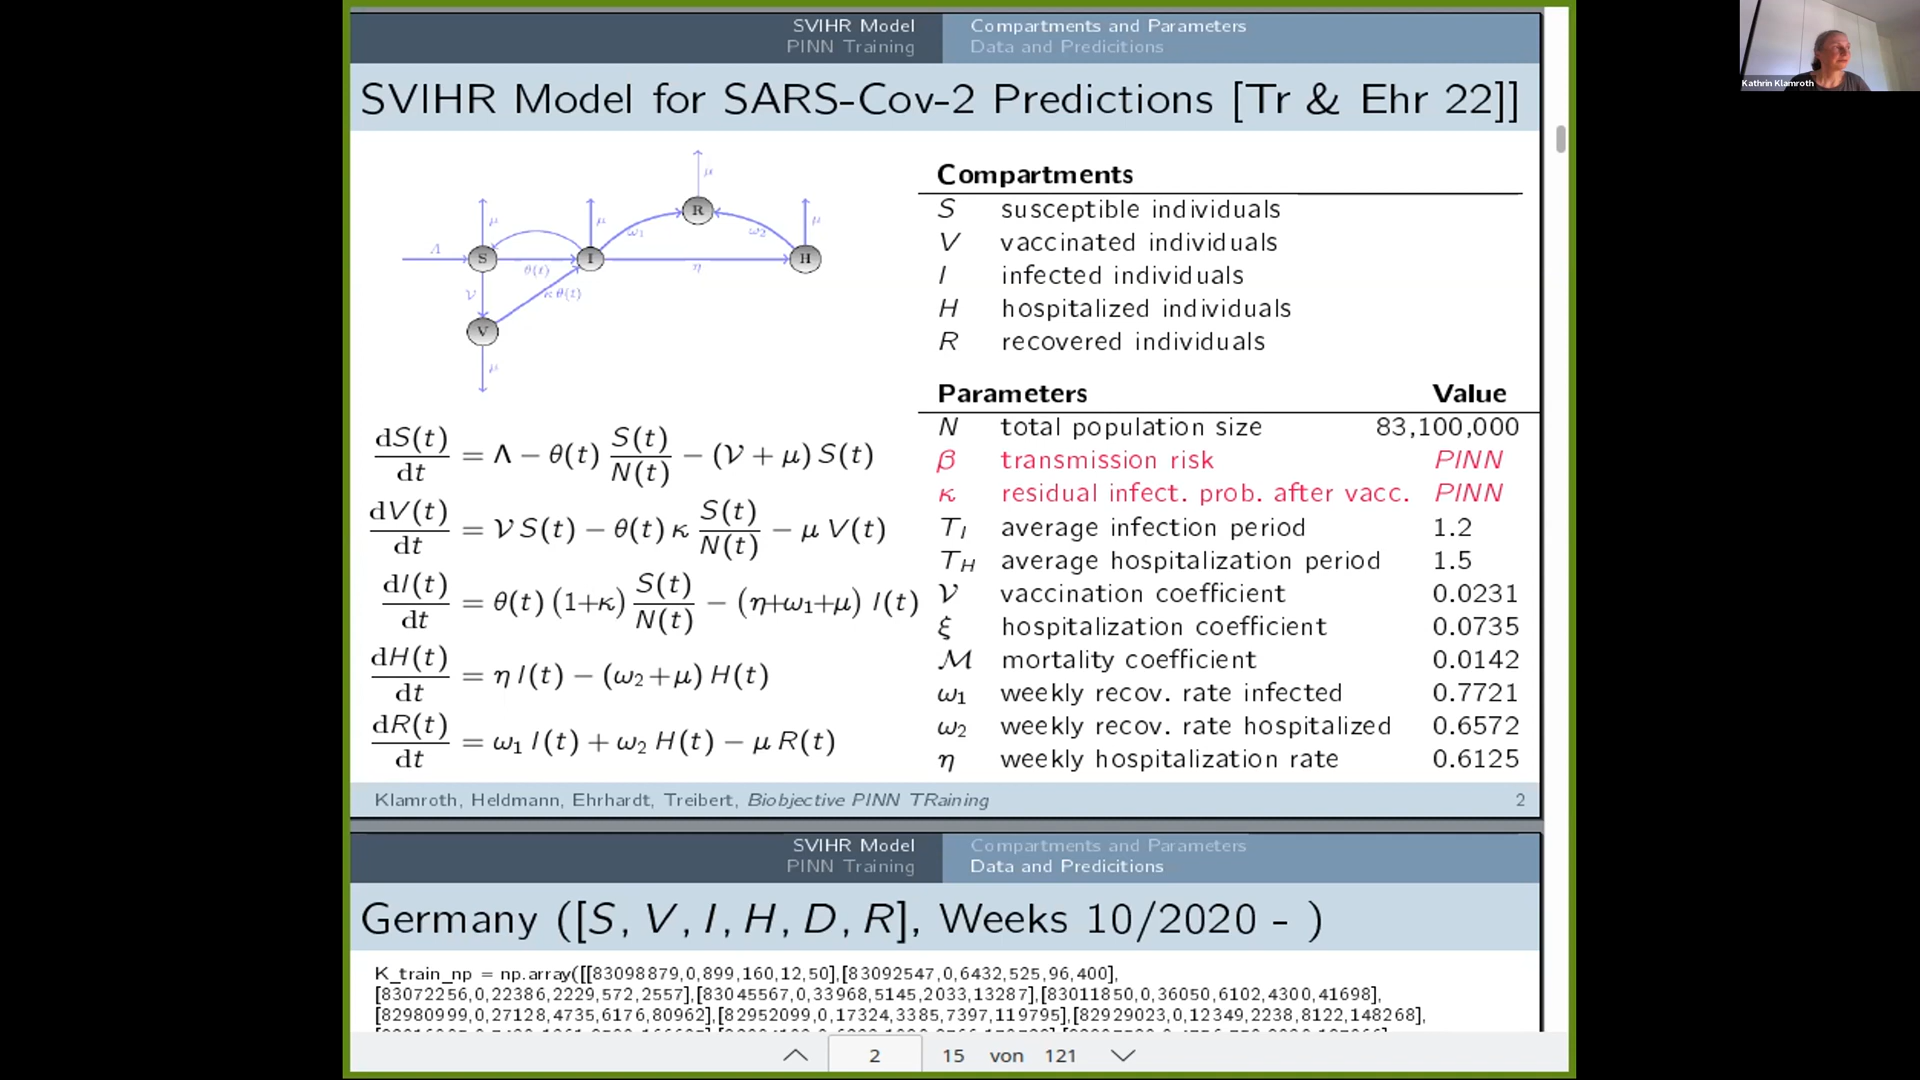 SVIHR Model
PINN Training
Compartments and Parameters
Data and Predicitions
Kathrin Klamroth
SVIHR Model for SARS-Cov-2 Predictions [Tr & Ehr 22]]
μ
R
μ
μ
ω₁
ω₂
μ
Λ
S
θ(t)
I
η
H
𝒱
κ θ(t)
V
μ
dS(t)/dt = Λ − θ(t) S(t)/N(t) − (𝒱 + μ) S(t)
dV(t)/dt = 𝒱 S(t) − θ(t) κ S(t)/N(t) − μ V(t)
dI(t)/dt = θ(t) (1+κ) S(t)/N(t) − (η+ω₁+μ) I(t)
dH(t)/dt = η I(t) − (ω₂+μ) H(t)
dR(t)/dt = ω₁ I(t) + ω₂ H(t) − μ R(t)
Compartments
S susceptible individuals
V vaccinated individuals
I infected individuals
H hospitalized individuals
R recovered individuals
Parameters Value
N total population size 83,100,000
β transmission risk PINN
κ residual infect. prob. after vacc. PINN
T_I average infection period 1.2
T_H average hospitalization period 1.5
𝒱 vaccination coefficient 0.0231
ξ hospitalization coefficient 0.0735
ℳ mortality coefficient 0.0142
ω₁ weekly recov. rate infected 0.7721
ω₂ weekly recov. rate hospitalized 0.6572
η weekly hospitalization rate 0.6125
Klamroth, Heldmann, Ehrhardt, Treibert, Biobjective PINN TRaining 2
SVIHR Model
PINN Training
Compartments and Parameters
Data and Predicitions
Germany ([S, V, I, H, D, R], Weeks 10/2020 - )
K_train_np = np.array([[83098879,0,899,160,12,50],[83092547,0,6432,525,96,400],
[83072256,0,22386,2229,572,2557],[83045567,0,33968,5145,2033,13287],[83011850,0,36050,6102,4300,41698],
[82980999,0,27128,4735,6176,80962],[82952099,0,17324,3385,7397,119795],[82929023,0,12349,2238,8122,148268],
2 15 von 121